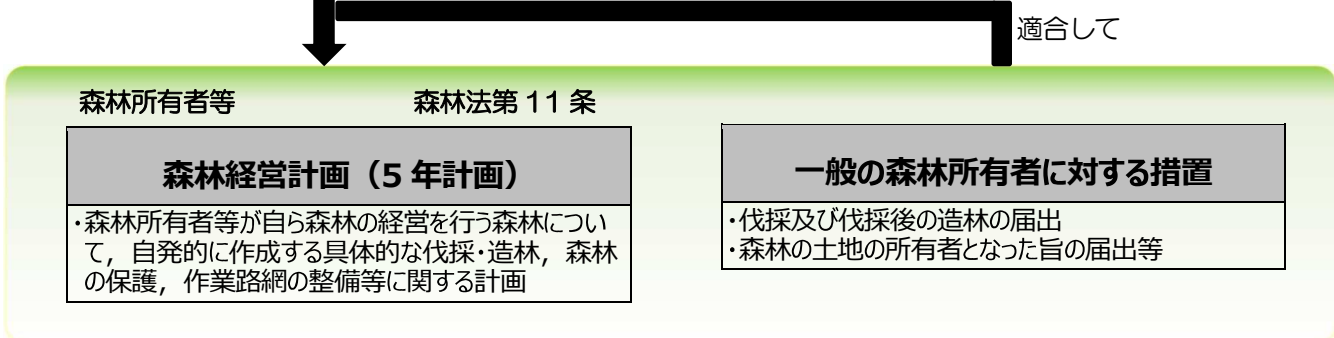 適合して
森林所有者等　森林法第 11 条
森林経営計画（5 年計画）
・森林所有者等が自ら森林の経営を行う森林につい
て，自発的に作成する具体的な伐採・造林，森林
の保護，作業路網の整備等に関する計画
一般の森林所有者に対する措置
・伐採及び伐採後の造林の届出
・森林の土地の所有者となった旨の届出等